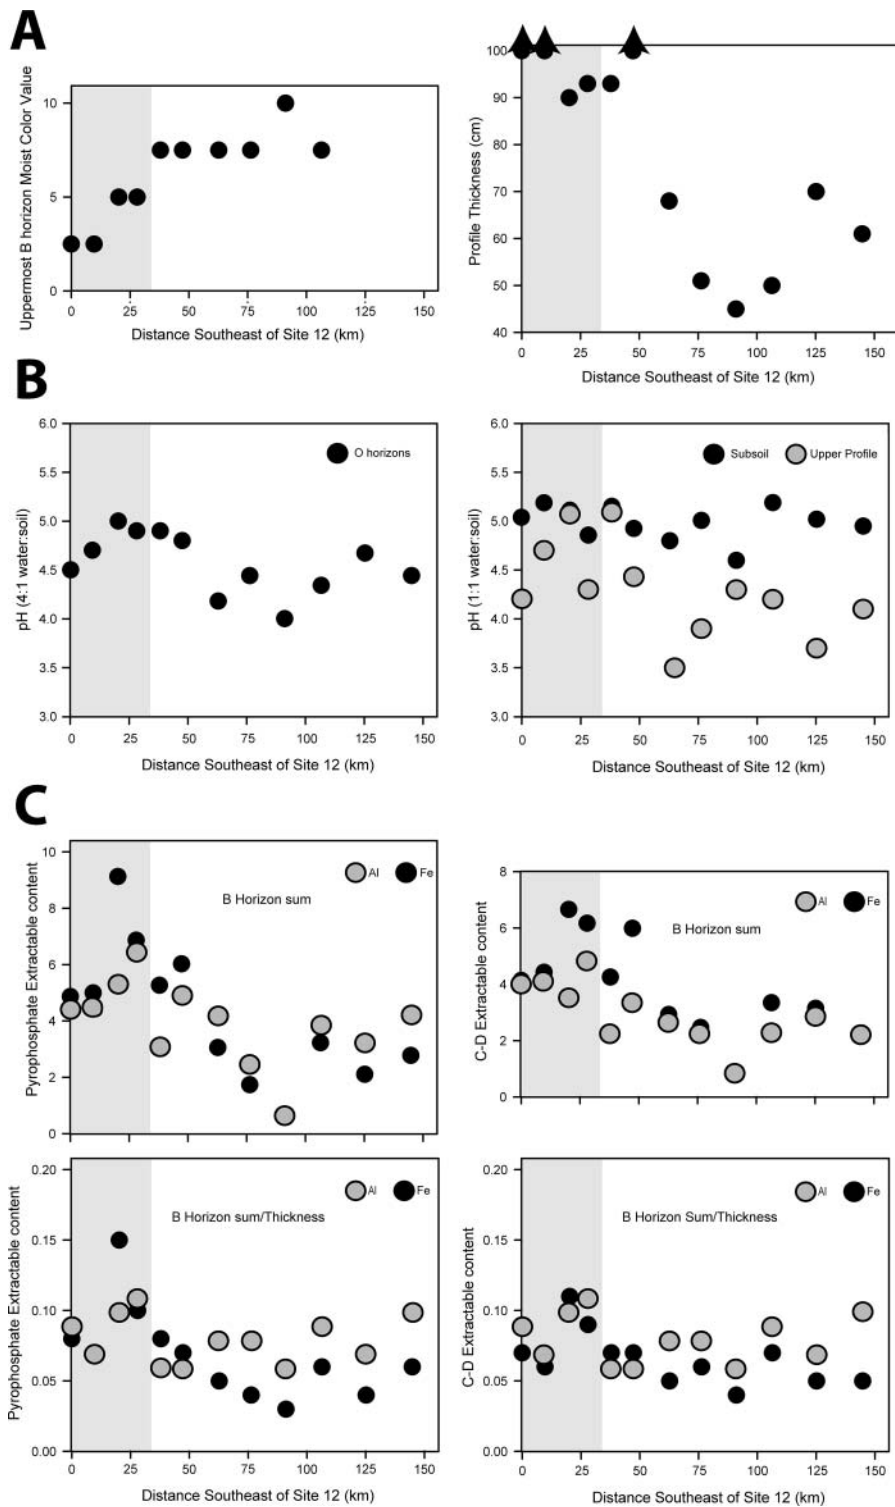 A
Uppermost B horizon Moist Color Value
10
5
0
0 25 50 75 100 125 150
Distance Southeast of Site 12 (km)
Profile Thickness (cm)
100
90
80
70
60
50
40
0 25 50 75 100 125 150
Distance Southeast of Site 12 (km)
B
pH (4:1 water:soil)
6.0
5.5
5.0
4.5
4.0
3.5
3.0
O horizons
0 25 50 75 100 125 150
Distance Southeast of Site 12 (km)
pH (1:1 water:soil)
6.0
5.5
5.0
4.5
4.0
3.5
3.0
Subsoil Upper Profile
0 25 50 75 100 125 150
Distance Southeast of Site 12 (km)
C
Pyrophosphate Extractable content
10
8
6
4
2
0
Al Fe
B Horizon sum
C-D Extractable content
8
6
4
2
0
Al Fe
B Horizon sum
Pyrophosphate Extractable content
0.20
0.15
0.10
0.05
0.00
Al Fe
B Horizon sum/Thickness
0 25 50 75 100 125 150
Distance Southeast of Site 12 (km)
C-D Extractable content
0.20
0.15
0.10
0.05
0.00
Al Fe
B Horizon Sum/Thickness
0 25 50 75 100 125 150
Distance Southeast of Site 12 (km)